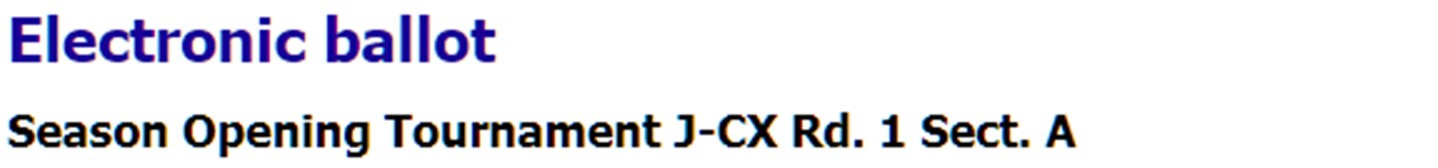 Electronic ballot
Season Opening Tournament J-CX Rd. 1 Sect. A